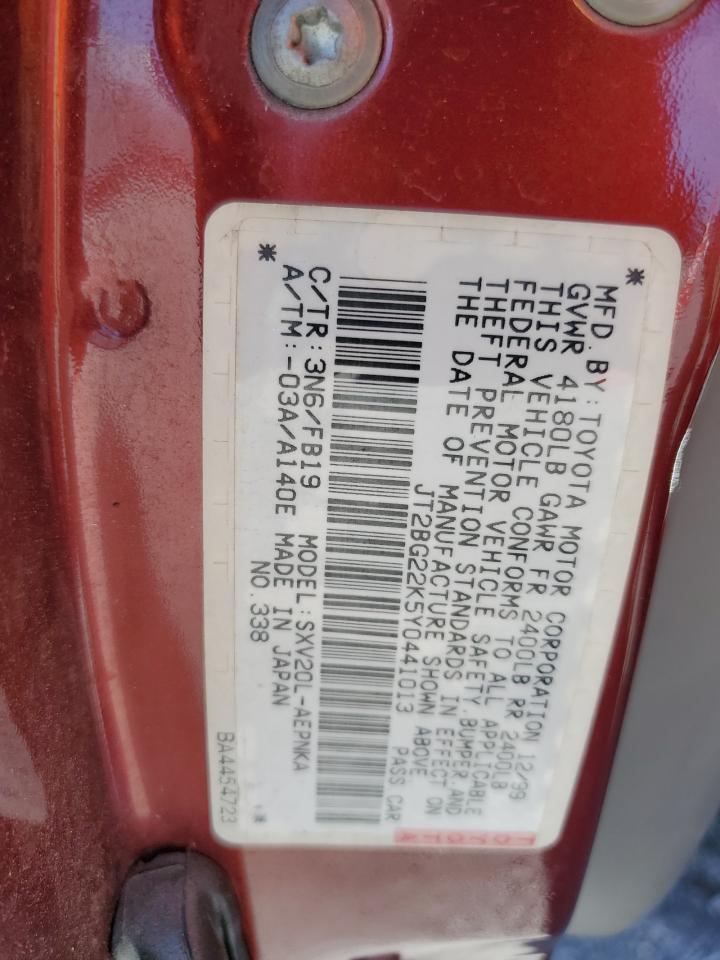 MFD.BY:TOYOTA MOTOR CORPORATION 12/99
GVWR 4180LB GAWR FR 2400LB RR 2400LB
THIS VEHICLE CONFORMS TO ALL APPLICABLE
FEDERAL MOTOR VEHICLE SAFETY,BUMPER,AND
THEFT PREVENTION STANDARDS IN EFFECT ON
THE DATE OF MANUFACTURE SHOWN ABOVE.
JT2BG22K5Y0441013 PASS CAR
C/TR:3N6/FB19 MODEL:SXV20L-AEPNKA
A/TM:-03A/A140E MADE IN JAPAN
NO.338
BA4454723
TOYOTA